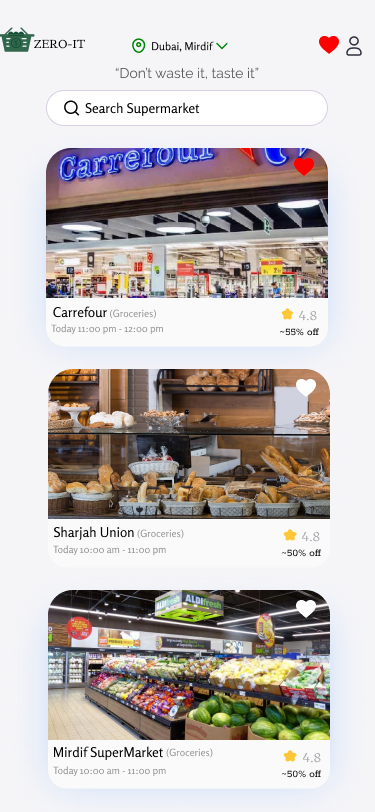 ZERO-IT
Dubai, Mirdif
“Don’t waste it, taste it”
Search Supermarket
Carrefour
Carrefour (Groceries)
4.8
Today 11:00 pm - 12:00 pm
~55% off
Sharjah Union (Groceries)
4.8
Today 10:00 am - 11:00 pm
~50% off
ALDI fresh
Mirdif SuperMarket (Groceries)
4.8
Today 10:00 am - 11:00 pm
~50% off